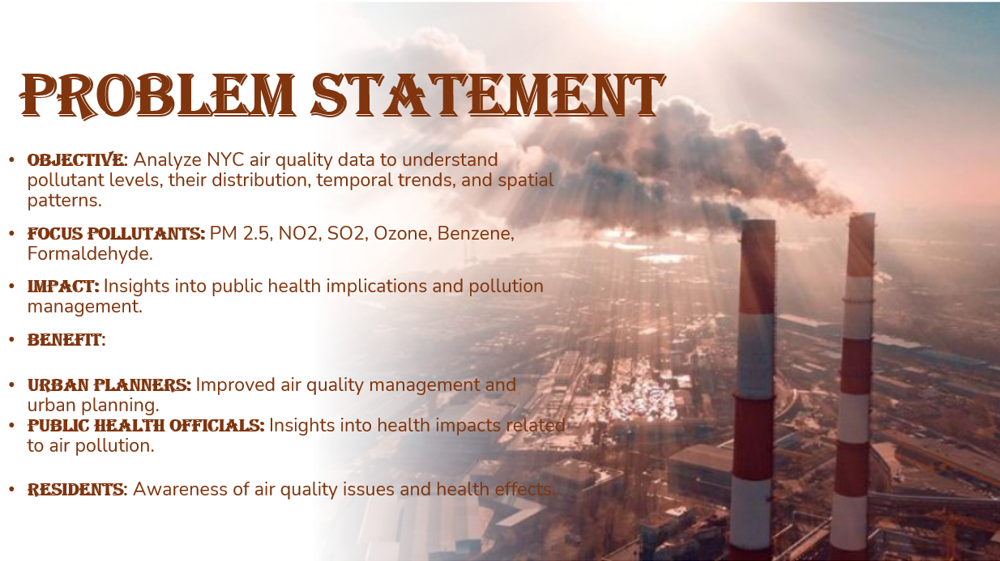 PROBLEM STATEMENT
• OBJECTIVE: Analyze NYC air quality data to understand
pollutant levels, their distribution, temporal trends, and spatial
patterns.
• FOCUS POLLUTANTS: PM 2.5, NO2, SO2, Ozone, Benzene,
Formaldehyde.
• IMPACT: Insights into public health implications and pollution
management.
• BENEFIT:
• URBAN PLANNERS: Improved air quality management and
urban planning.
• PUBLIC HEALTH OFFICIALS: Insights into health impacts related
to air pollution.
• RESIDENTS: Awareness of air quality issues and health effects.